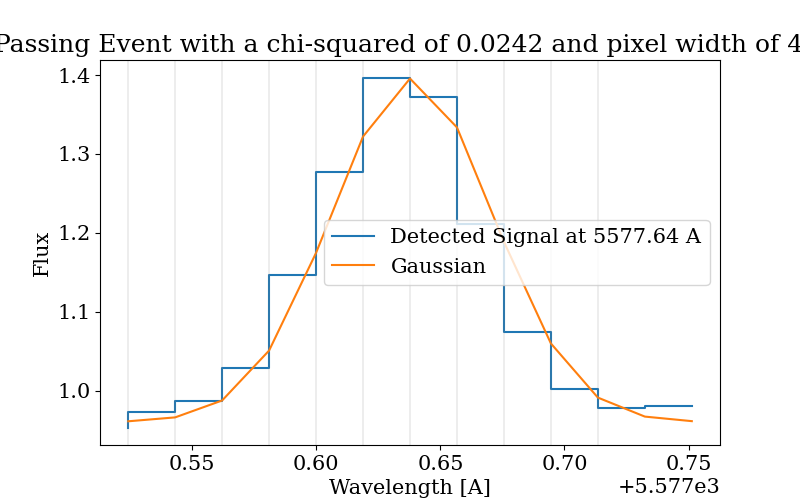 Passing Event with a chi-squared of 0.0242 and pixel width of 4
1.4
1.3
1.2
1.1
1.0
Flux
Detected Signal at 5577.64 A
Gaussian
0.55
0.60
0.65
0.70
0.75
+5.577e3
Wavelength [A]